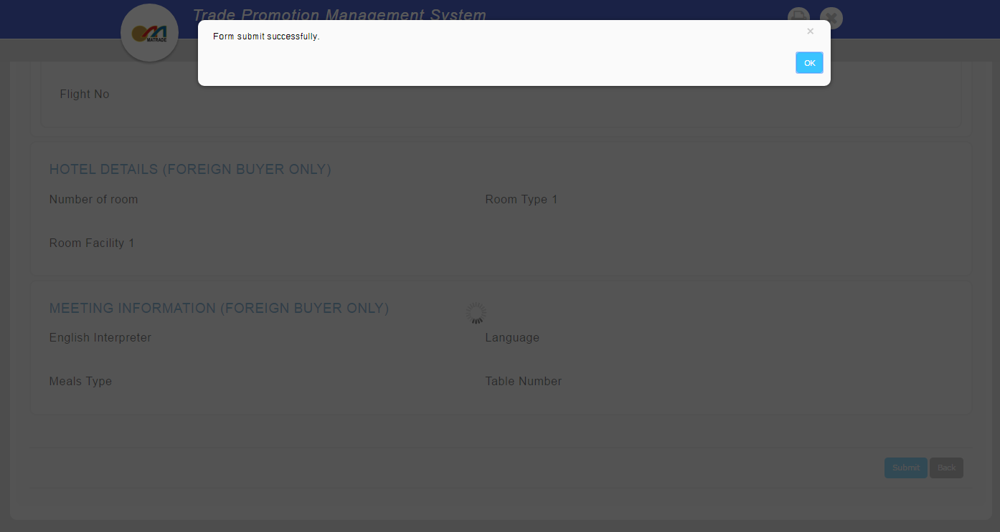 Trade Promotion Management System
MATRADE
Form submit successfully.
×
OK
Flight No
HOTEL DETAILS (FOREIGN BUYER ONLY)
Number of room
Room Type 1
Room Facility 1
MEETING INFORMATION (FOREIGN BUYER ONLY)
English Interpreter
Language
Meals Type
Table Number
Submit
Back